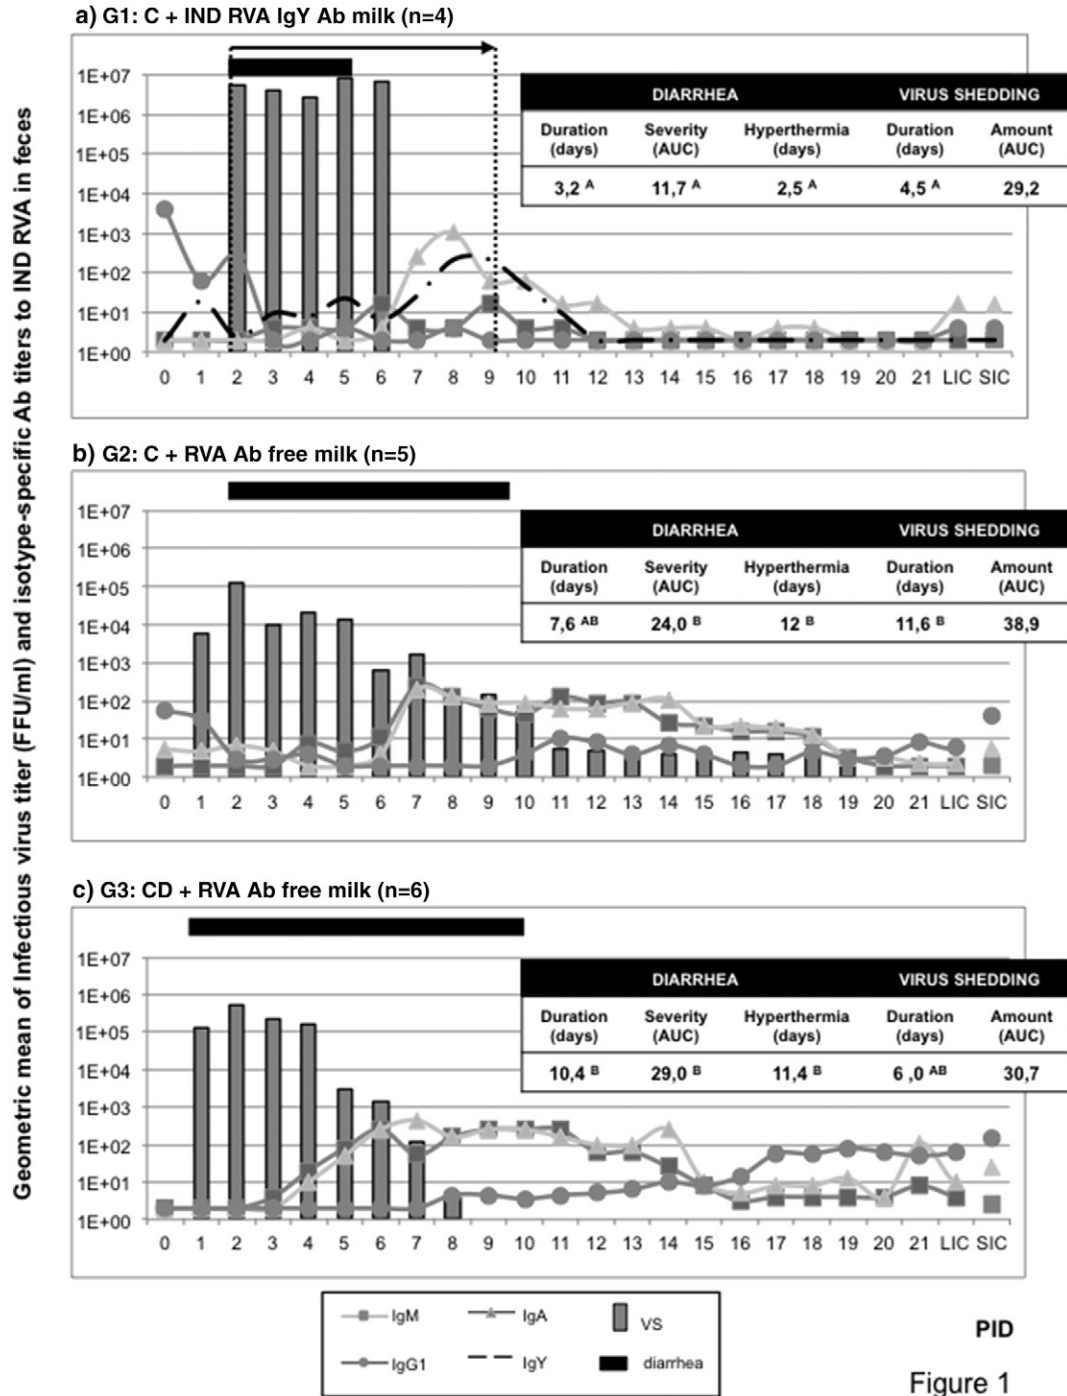 a) G1: C + IND RVA IgY Ab milk (n=4)
Geometric mean of Infectious virus titer (FFU/ml) and isotype-specific Ab titers to IND RVA in feces
1E+07
1E+06
1E+05
1E+04
1E+03
1E+02
1E+01
1E+00
0 1 2 3 4 5 6 7 8 9 10 11 12 13 14 15 16 17 18 19 20 21 LIC SIC
DIARRHEA VIRUS SHEDDING
Duration (days) Severity (AUC) Hyperthermia (days) Duration (days) Amount (AUC)
3,2 A 11,7 A 2,5 A 4,5 A 29,2
b) G2: C + RVA Ab free milk (n=5)
1E+07
1E+06
1E+05
1E+04
1E+03
1E+02
1E+01
1E+00
0 1 2 3 4 5 6 7 8 9 10 11 12 13 14 15 16 17 18 19 20 21 LIC SIC
DIARRHEA VIRUS SHEDDING
Duration (days) Severity (AUC) Hyperthermia (days) Duration (days) Amount (AUC)
7,6 AB 24,0 B 12 B 11,6 B 38,9
c) G3: CD + RVA Ab free milk (n=6)
1E+07
1E+06
1E+05
1E+04
1E+03
1E+02
1E+01
1E+00
0 1 2 3 4 5 6 7 8 9 10 11 12 13 14 15 16 17 18 19 20 21 LIC SIC
DIARRHEA VIRUS SHEDDING
Duration (days) Severity (AUC) Hyperthermia (days) Duration (days) Amount (AUC)
10,4 B 29,0 B 11,4 B 6 ,0 AB 30,7
IgM IgA VS
IgG1 IgY diarrhea
PID
Figure 1